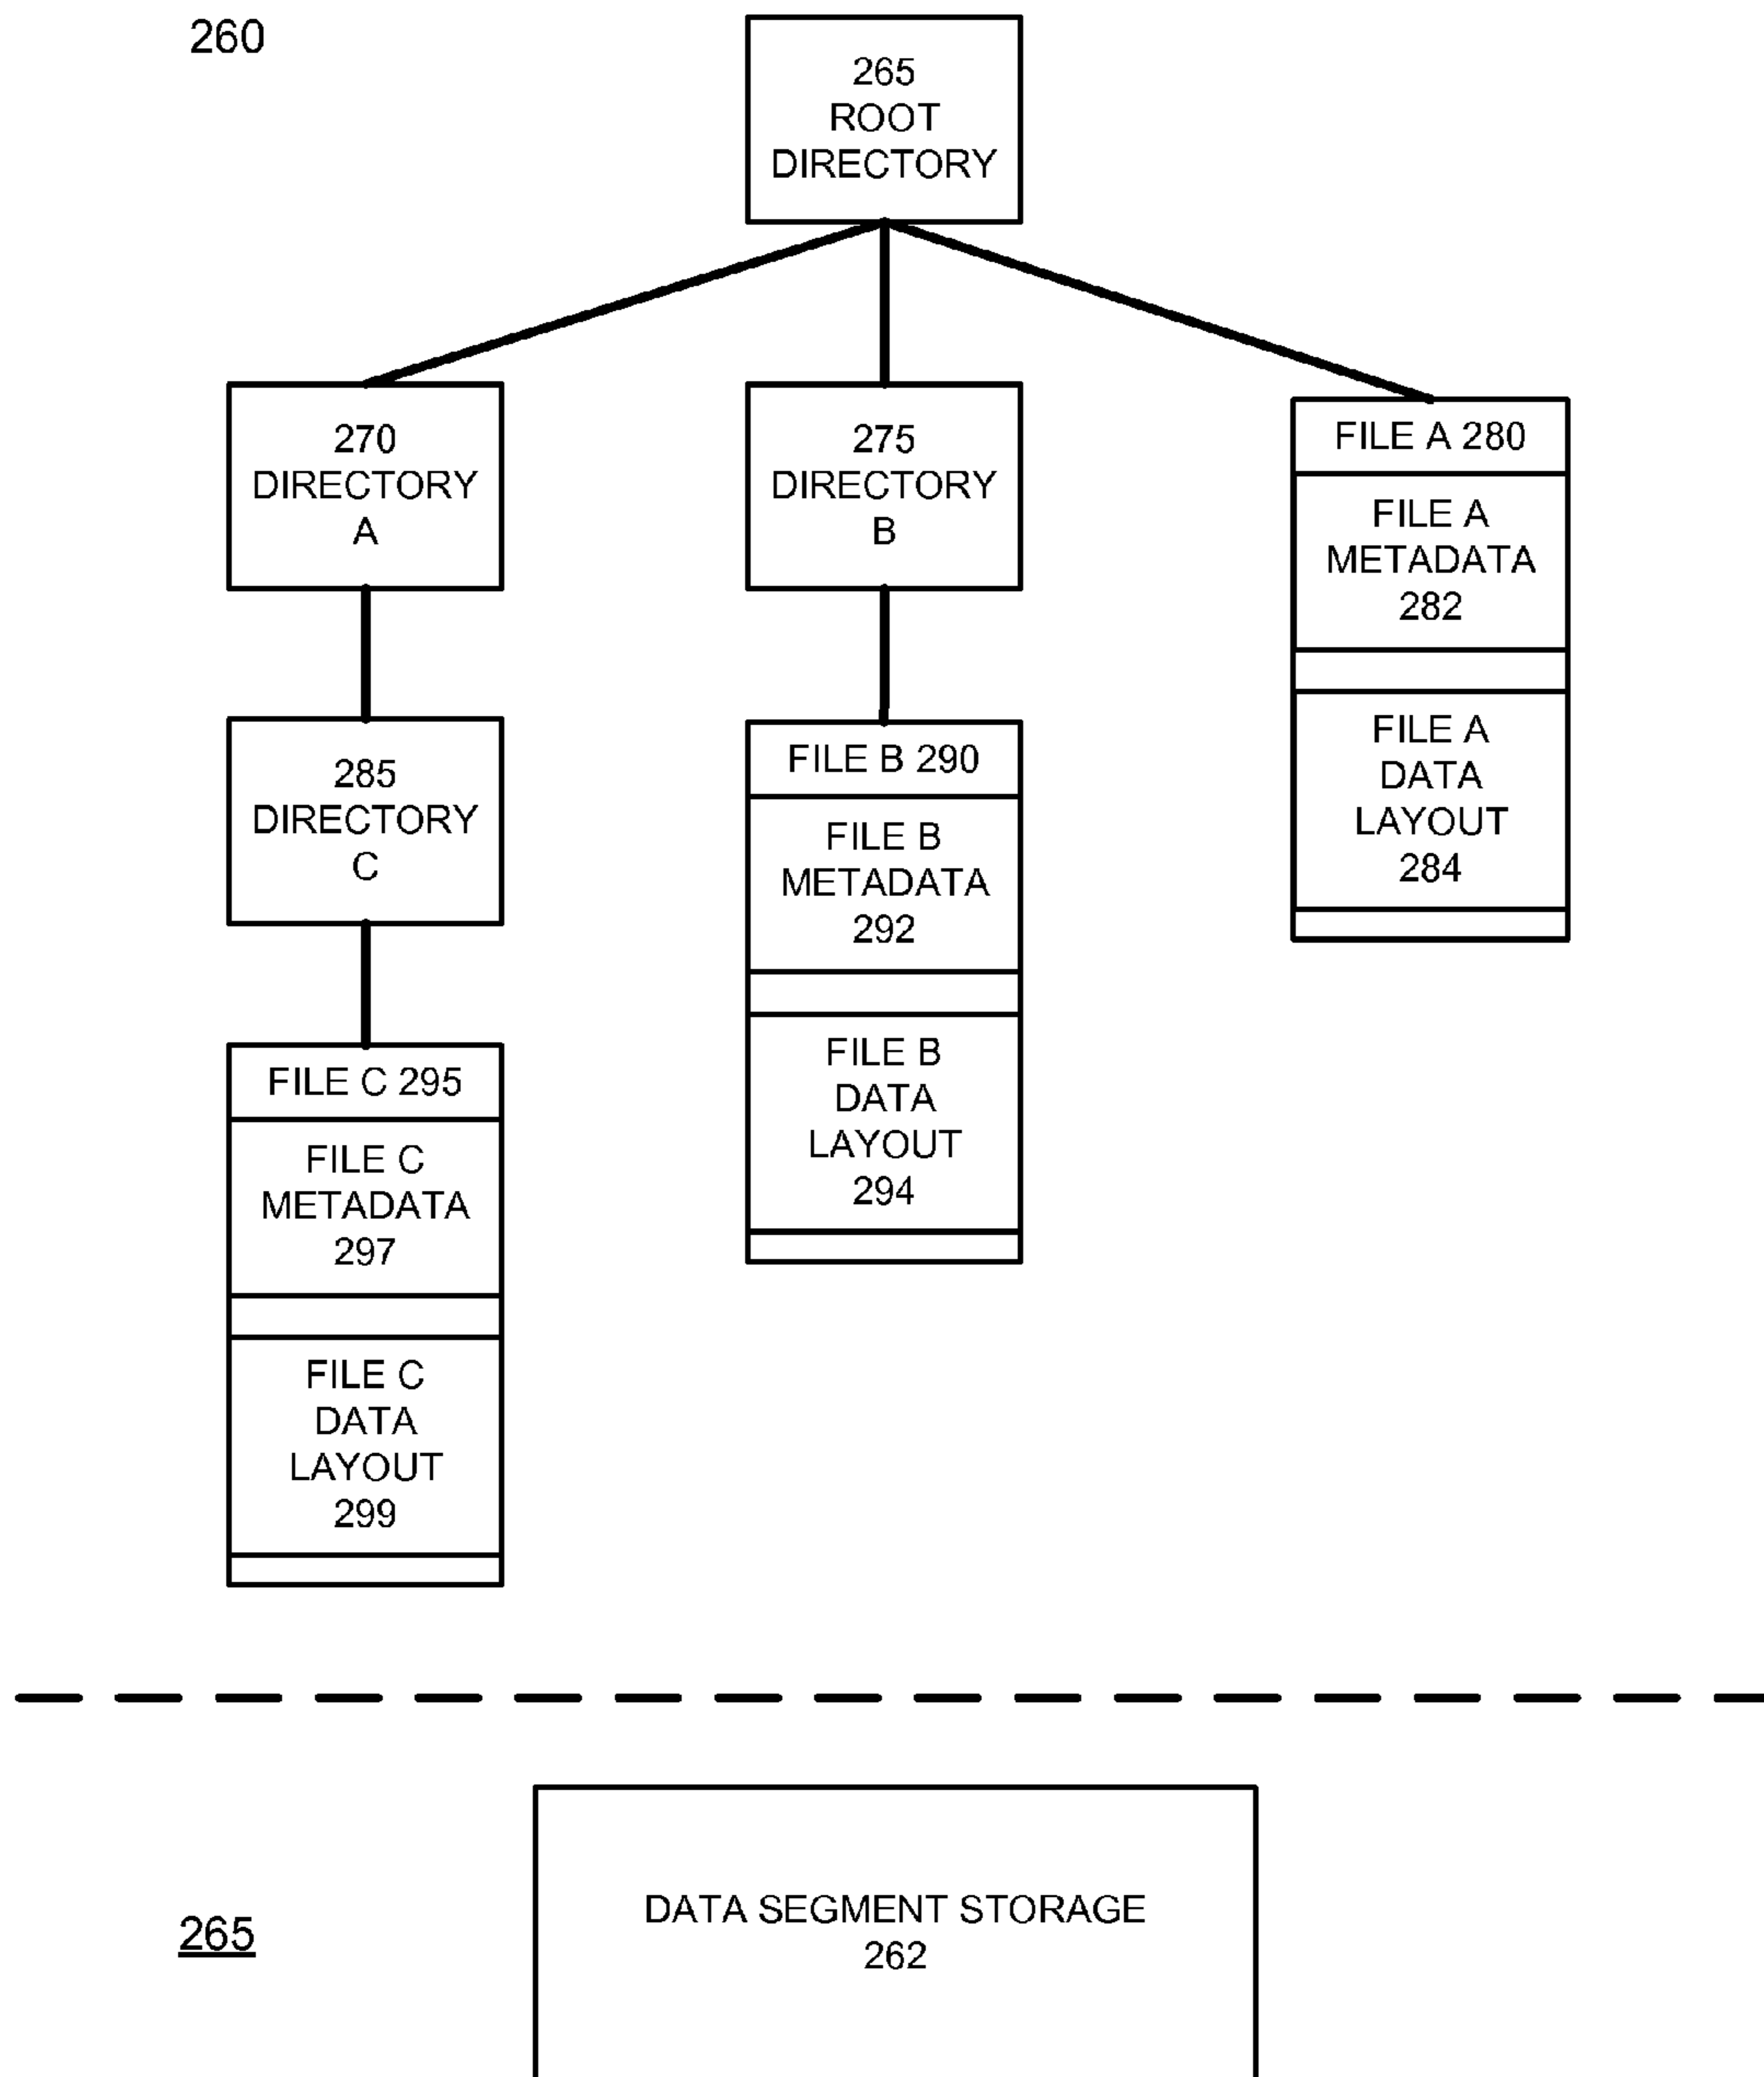 260
265
ROOT
DIRECTORY
270
DIRECTORY
A
275
DIRECTORY
B
FILE A 280
FILE A
METADATA
282
FILE A
DATA
LAYOUT
284
285
DIRECTORY
C
FILE B 290
FILE B
METADATA
292
FILE B
DATA
LAYOUT
294
FILE C 295
FILE C
METADATA
297
FILE C
DATA
LAYOUT
299
265
DATA SEGMENT STORAGE
262